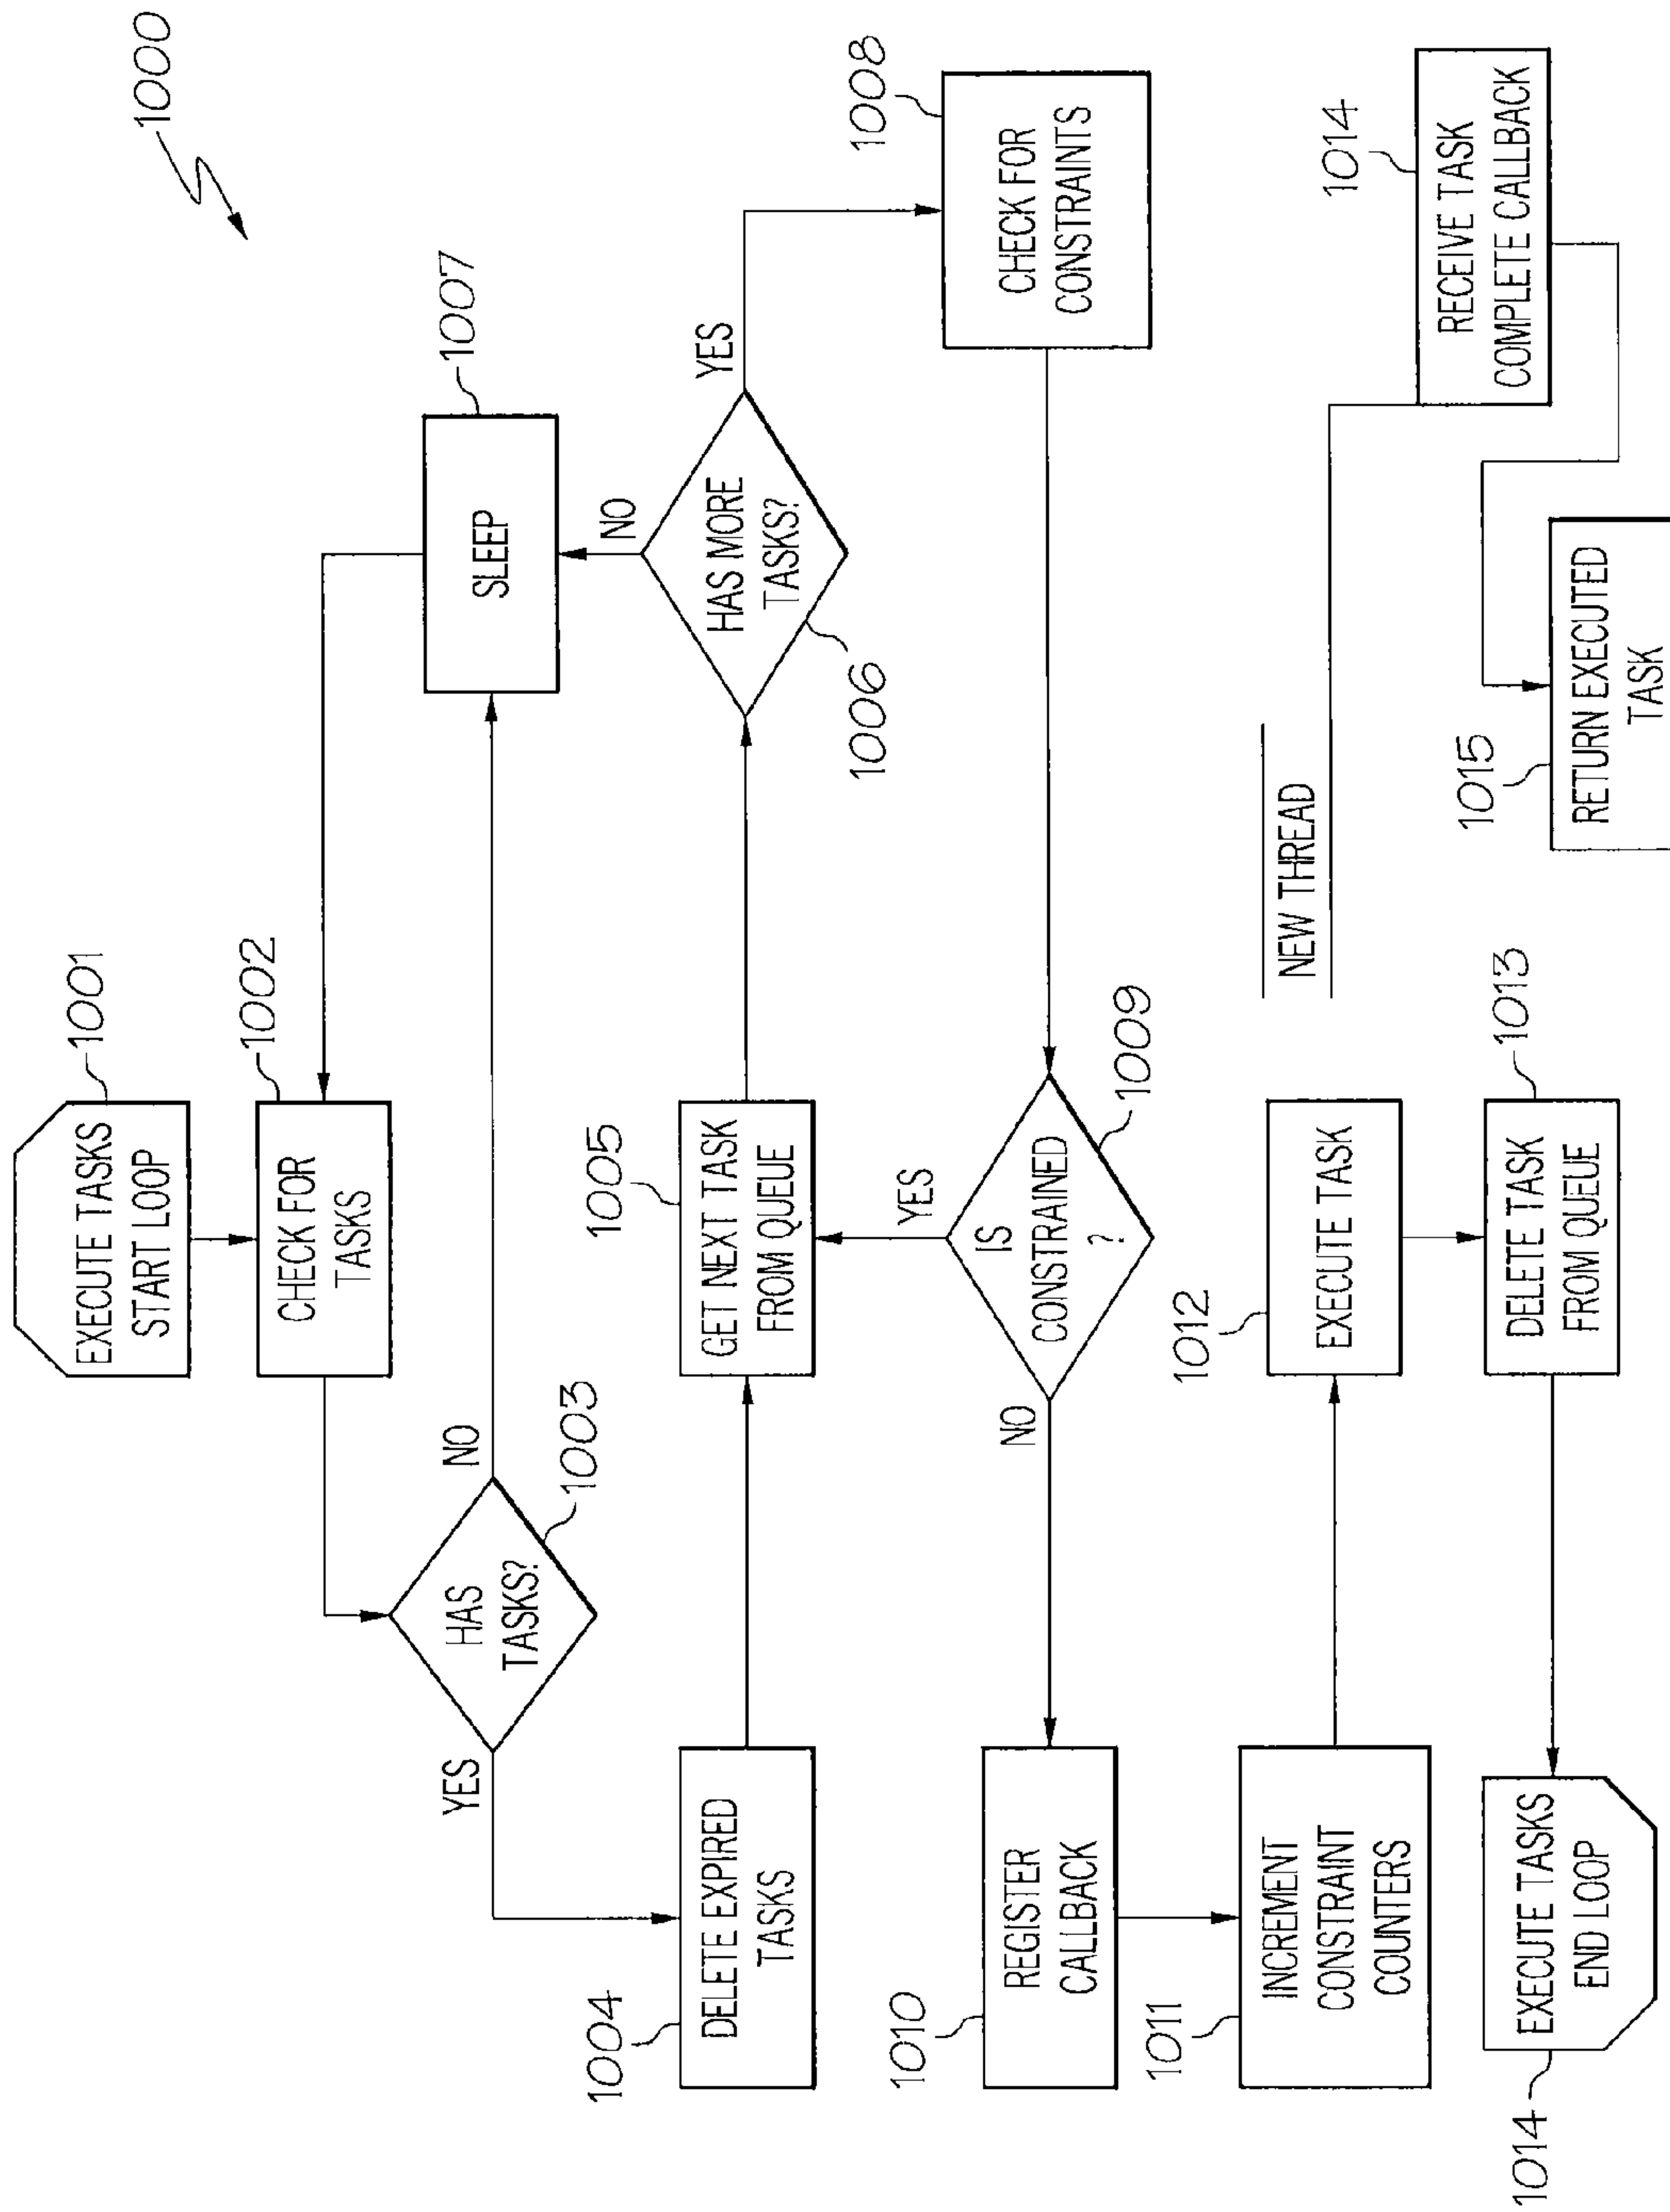 1000
EXECUTE TASKS
START LOOP
1001
CHECK FOR
TASKS
1002
HAS
TASKS?
1003
YES
NO
SLEEP
1007
1004
DELETE EXPIRED
TASKS
1005
GET NEXT TASK
FROM QUEUE
HAS MORE
TASKS?
1006
NO
YES
CHECK FOR
CONSTRAINTS
1008
YES
IS
CONSTRAINED
?
1009
NO
1010
REGISTER
CALLBACK
1011
INCREMENT
CONSTRAINT
COUNTERS
1012
EXECUTE TASK
DELETE TASK
FROM QUEUE
1013
1014
EXECUTE TASKS
END LOOP
NEW THREAD
1014
RECEIVE TASK
COMPLETE CALLBACK
1015
RETURN EXECUTED
TASK